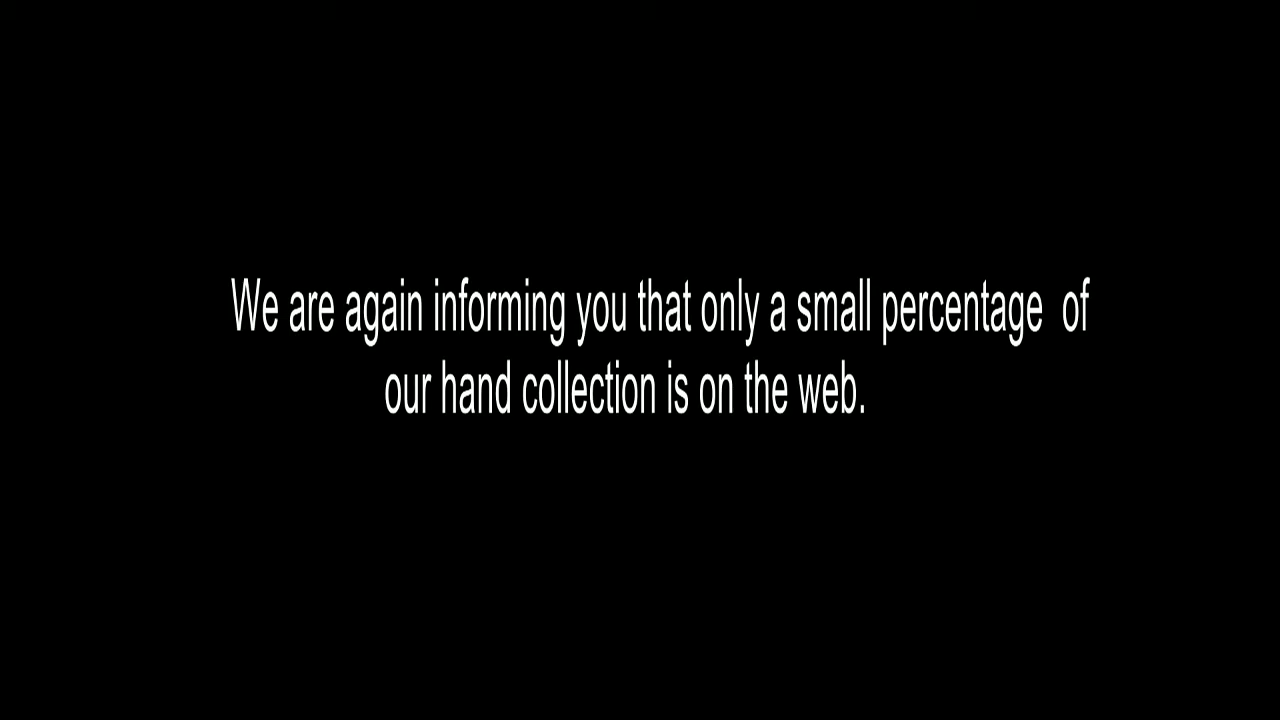 We are again informing you that only a small percentage  of
our hand collection is on the web.